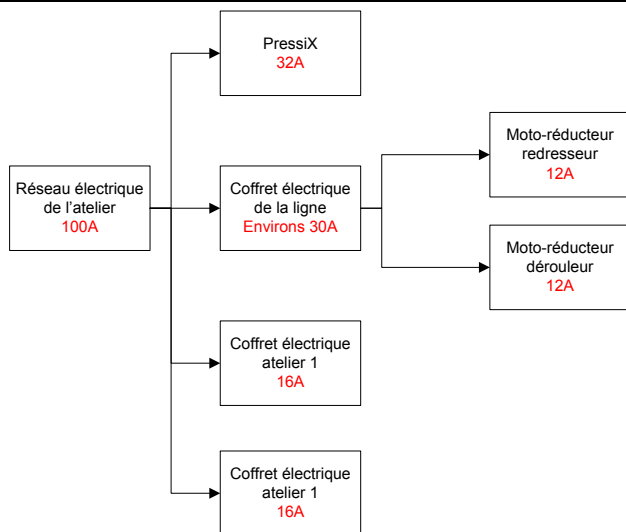 PressiX
32A
Réseau électrique
de l’atelier
100A
Coffret électrique
de la ligne
Environs 30A
Moto-réducteur
redresseur
12A
Moto-réducteur
dérouleur
12A
Coffret électrique
atelier 1
16A
Coffret électrique
atelier 1
16A